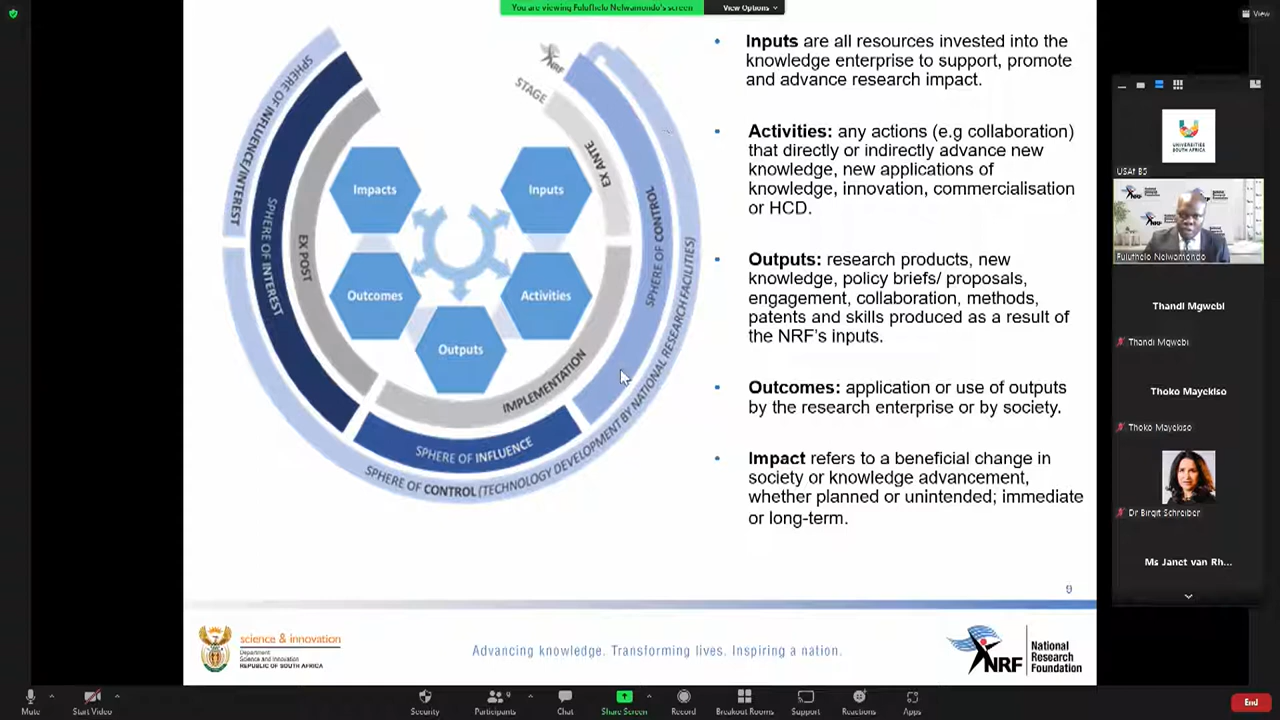 You are viewing Fulufhelo Nelwamondo's screen
View Options
View
SPHERE OF INFLUENCE/INTEREST
SPHERE OF INTEREST
EX POST
STAGE
NRF
EX ANTE
SPHERE OF CONTROL
IMPLEMENTATION
SPHERE OF INFLUENCE
SPHERE OF CONTROL (TECHNOLOGY DEVELOPMENT BY NATIONAL RESEARCH FACILITIES)
Impacts
Inputs
Outcomes
Activities
Outputs
• Inputs are all resources invested into the
knowledge enterprise to support, promote
and advance research impact.
• Activities: any actions (e.g collaboration)
that directly or indirectly advance new
knowledge, new applications of
knowledge, innovation, commercialisation
or HCD.
• Outputs: research products, new
knowledge, policy briefs/ proposals,
engagement, collaboration, methods,
patents and skills produced as a result of
the NRF's inputs.
• Outcomes: application or use of outputs
by the research enterprise or by society.
• Impact refers to a beneficial change in
society or knowledge advancement,
whether planned or unintended; immediate
or long-term.
9
science & innovation
Department
Science and Innovation
REPUBLIC OF SOUTH AFRICA
Advancing knowledge. Transforming lives. Inspiring a nation.
NRF
National
Research
Foundation
UNIVERSITIES
SOUTH AFRICA
USAf B5
Fulufhelo Nelwamondo
Thandi Mgwebi
Thandi Mgwebi
Thoko Mayekiso
Thoko Mayekiso
Dr Birgit Schreiber
Ms Janet van Rh...
Mute
Start Video
Security
Participants
9
Chat
Share Screen
Record
Breakout Rooms
Support
Reactions
Apps
End